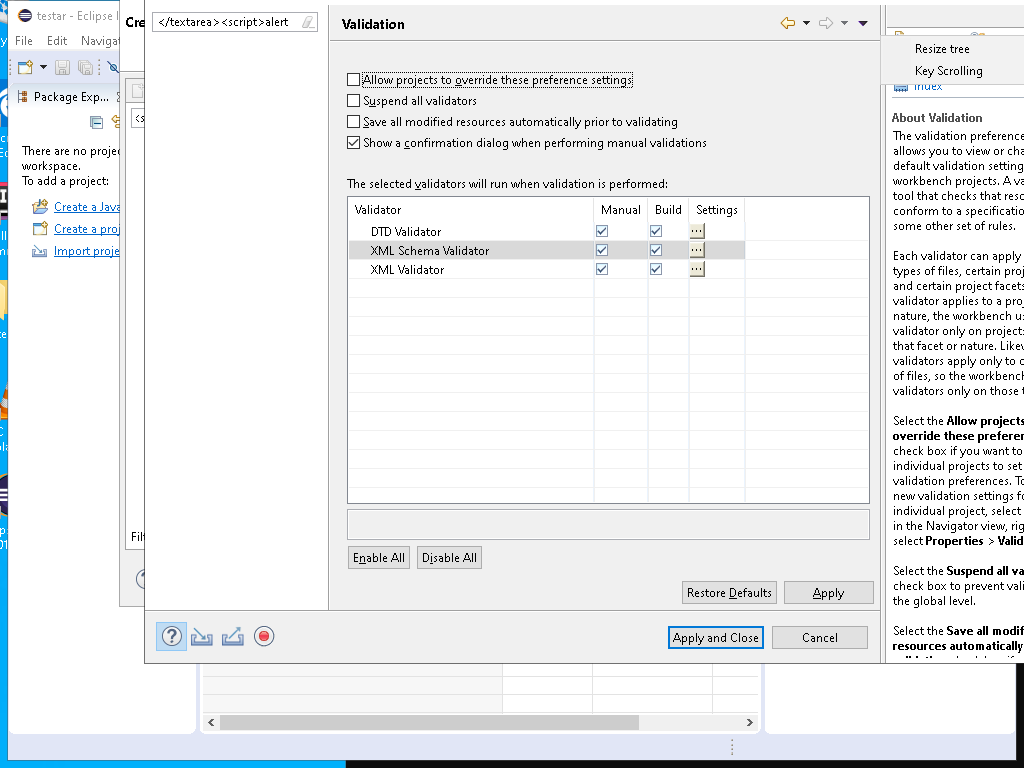 testar - Eclipse I
File Edit Navigat
Package Exp...
There are no proje
workspace.
To add a project:
Create a Java
Create a proj
Import proje
Cre
<s
Filt
</textarea><script>alert
Validation
Allow projects to override these preference settings
Suspend all validators
Save all modified resources automatically prior to validating
Show a confirmation dialog when performing manual validations
The selected validators will run when validation is performed:
Validator Manual Build Settings
DTD Validator
XML Schema Validator
XML Validator
Enable All Disable All
Restore Defaults Apply
Apply and Close Cancel
Resize tree
Key Scrolling
Index
About Validation
The validation preference
allows you to view or cha
default validation setting
workbench projects. A va
tool that checks that reso
conform to a specificatio
some other set of rules.
Each validator can apply
types of files, certain proj
and certain project facets
validator applies to a proj
nature, the workbench us
validator only on projects
that facet or nature. Likew
validators apply only to c
of files, so the workbench
validators only on those t
Select the Allow projects
override these preferen
check box if you want to
individual projects to set
validation preferences. To
new validation settings fo
individual project, select
in the Navigator view, rig
select Properties > Valid
Select the Suspend all va
check box to prevent vali
the global level.
Select the Save all modif
resources automatically